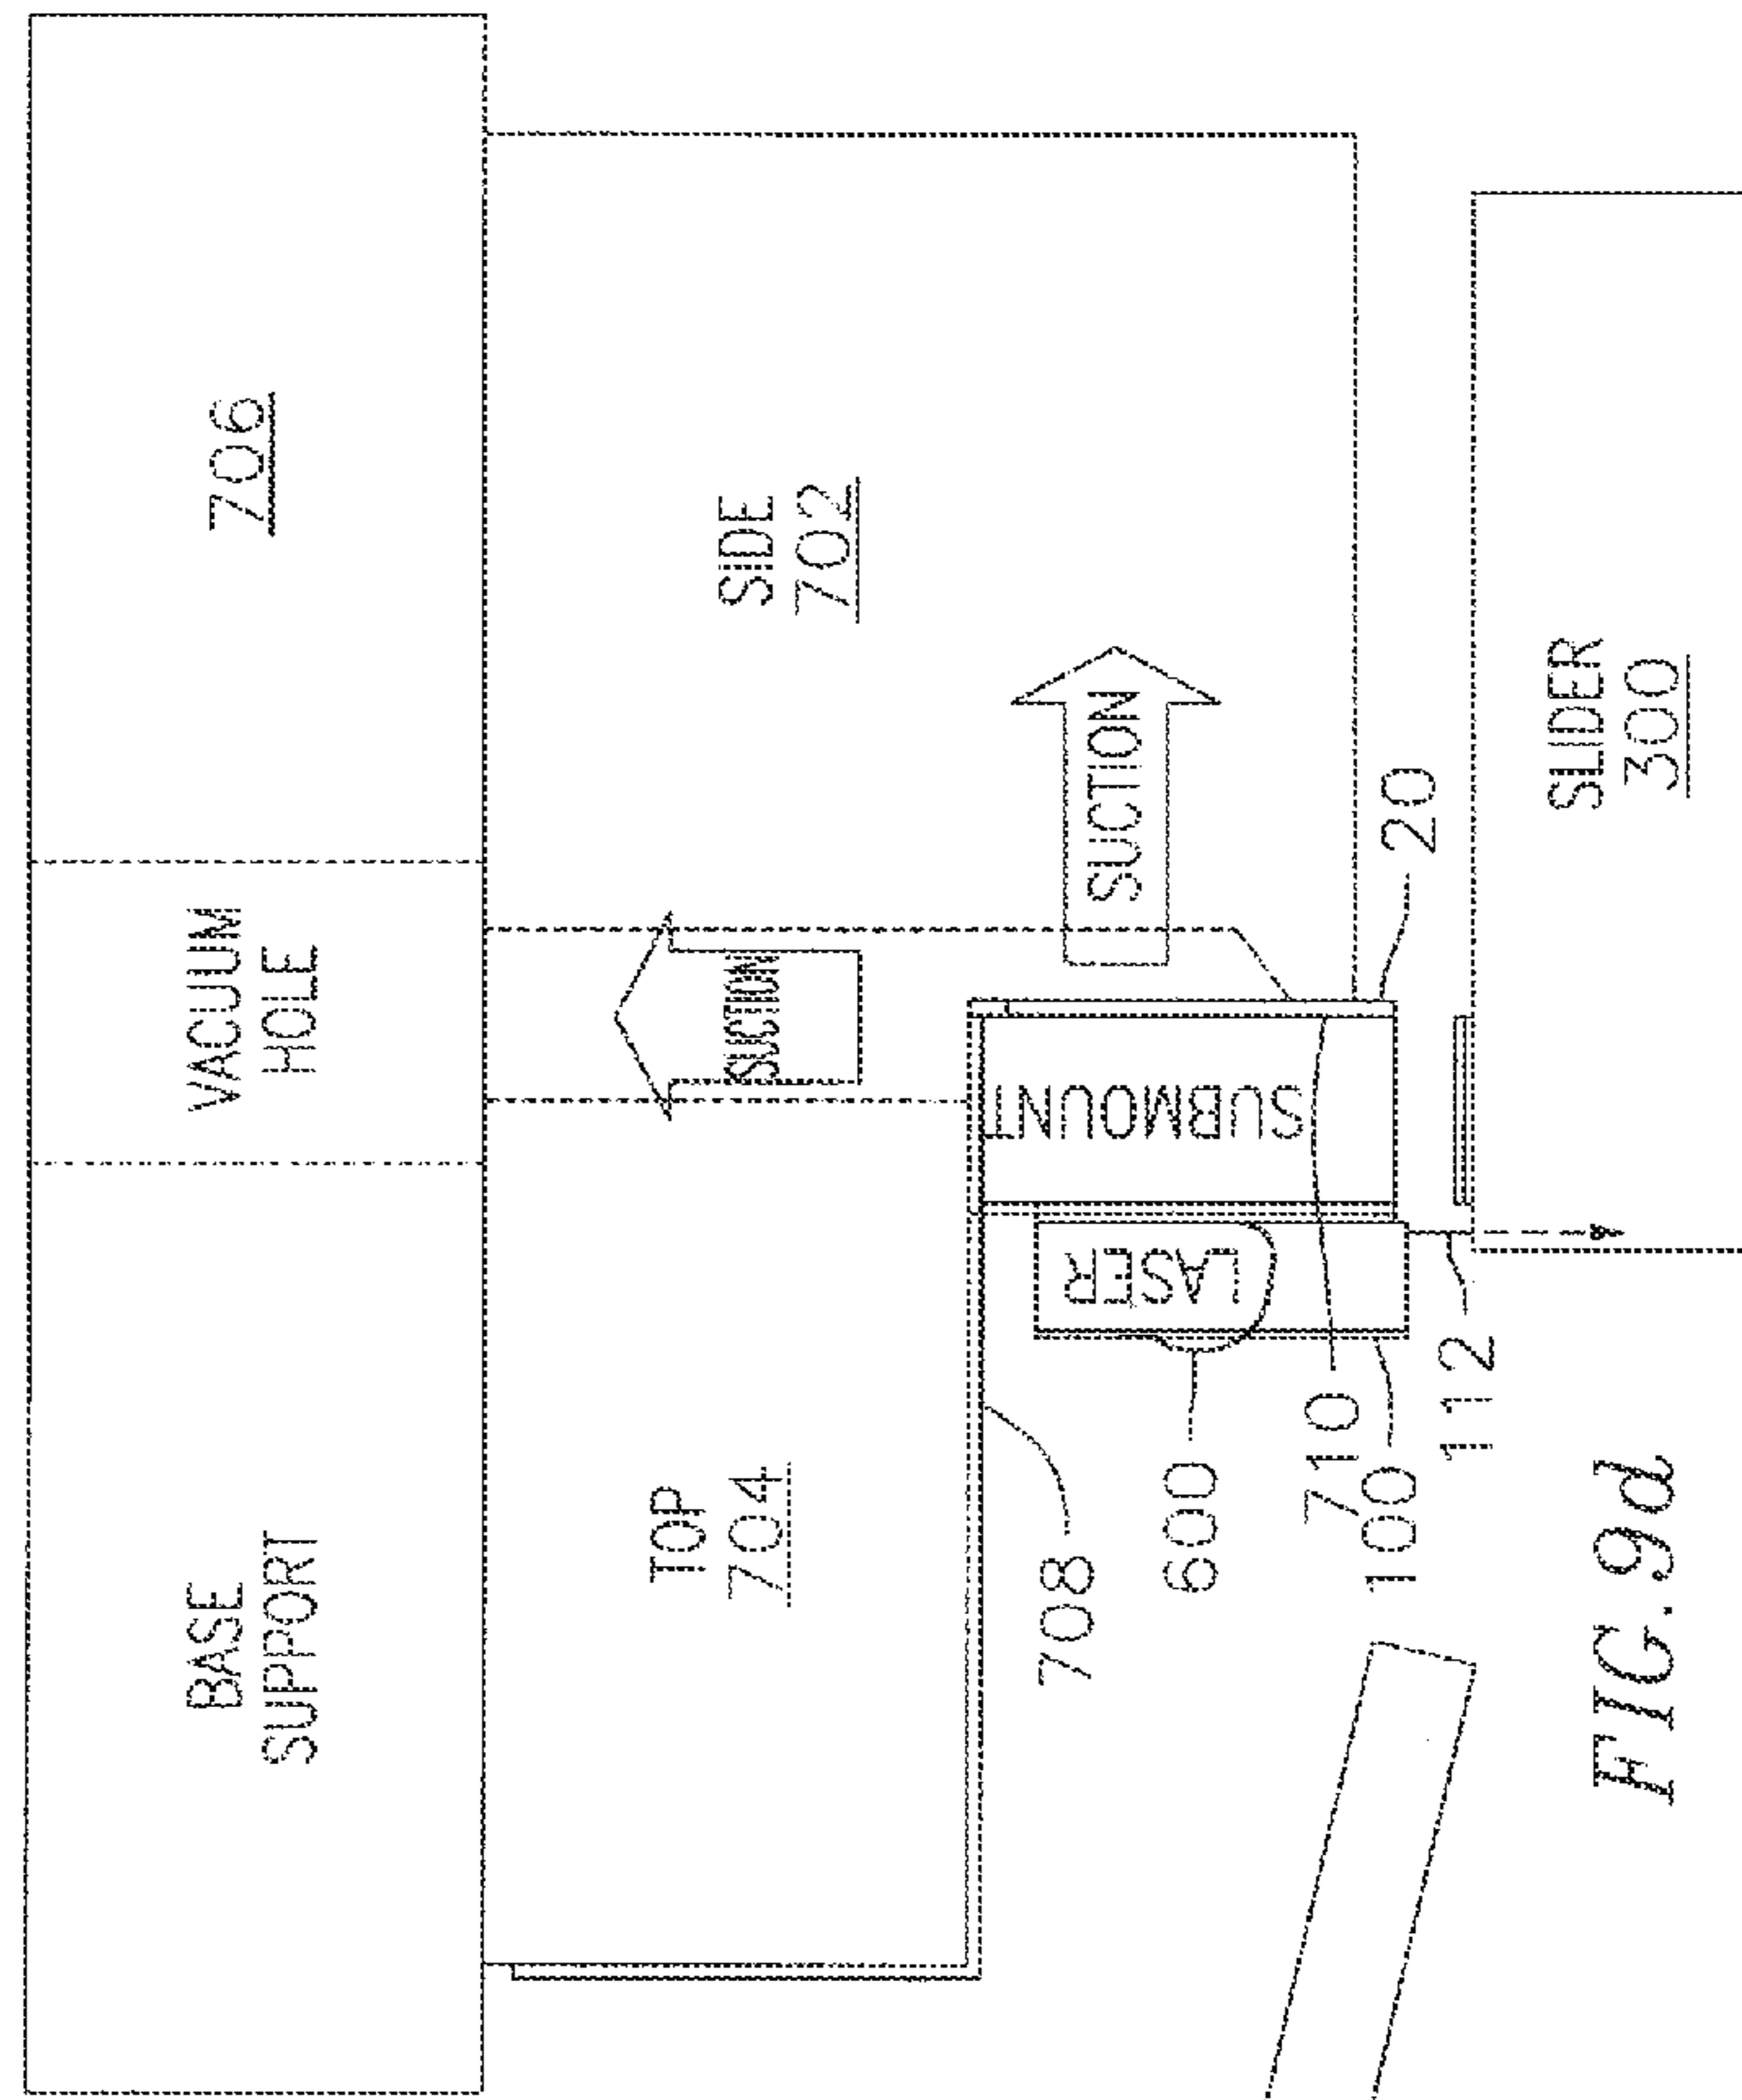 BASE
SUPPORT
VACUUM
HOLE
706
TOP
704
SUCTION
SIDE
702
708
600
LASER
SUBMOUNT
SUCTION
710
100
112
20
SLIDER
300
FIG. 9d